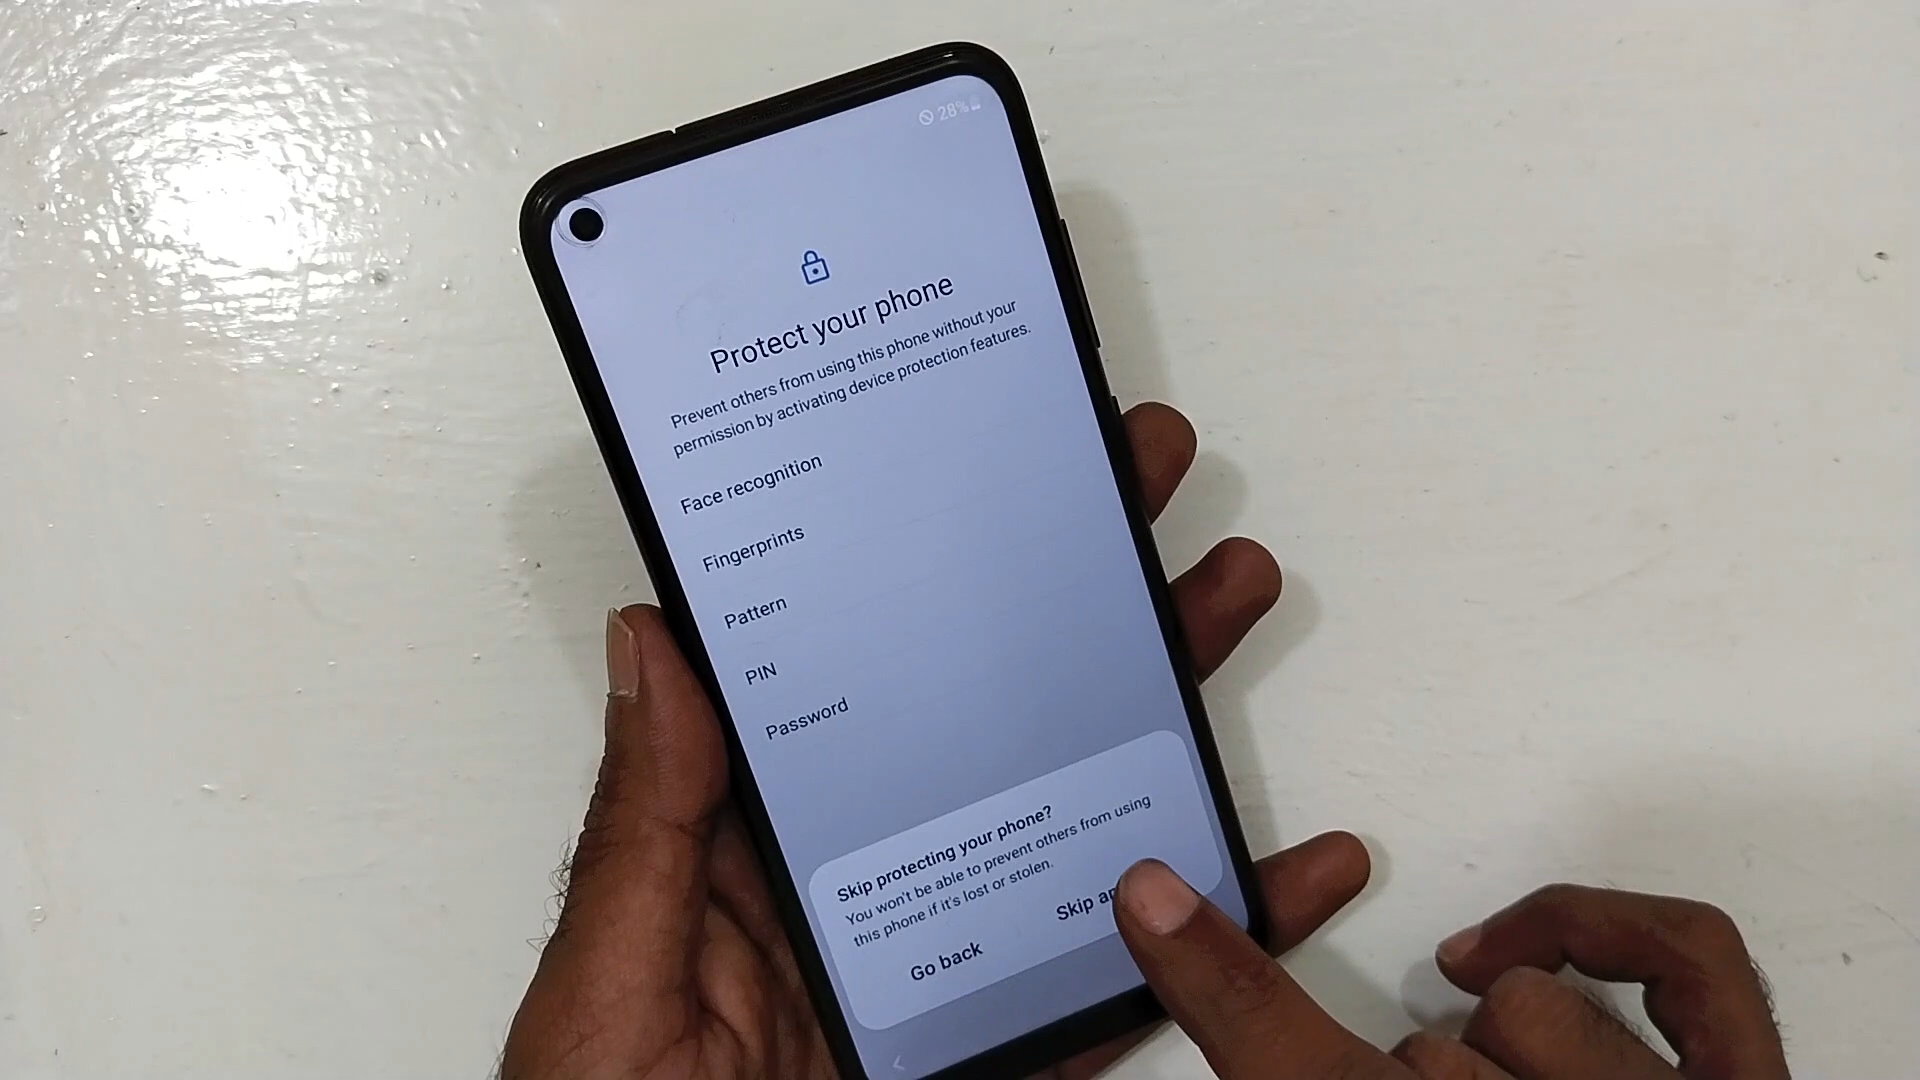 28%
Protect your phone
Prevent others from using this phone without your
permission by activating device protection features.
Face recognition
Fingerprints
Pattern
PIN
Password
Skip protecting your phone?
You won't be able to prevent others from using
this phone if it's lost or stolen.
Go back
Skip